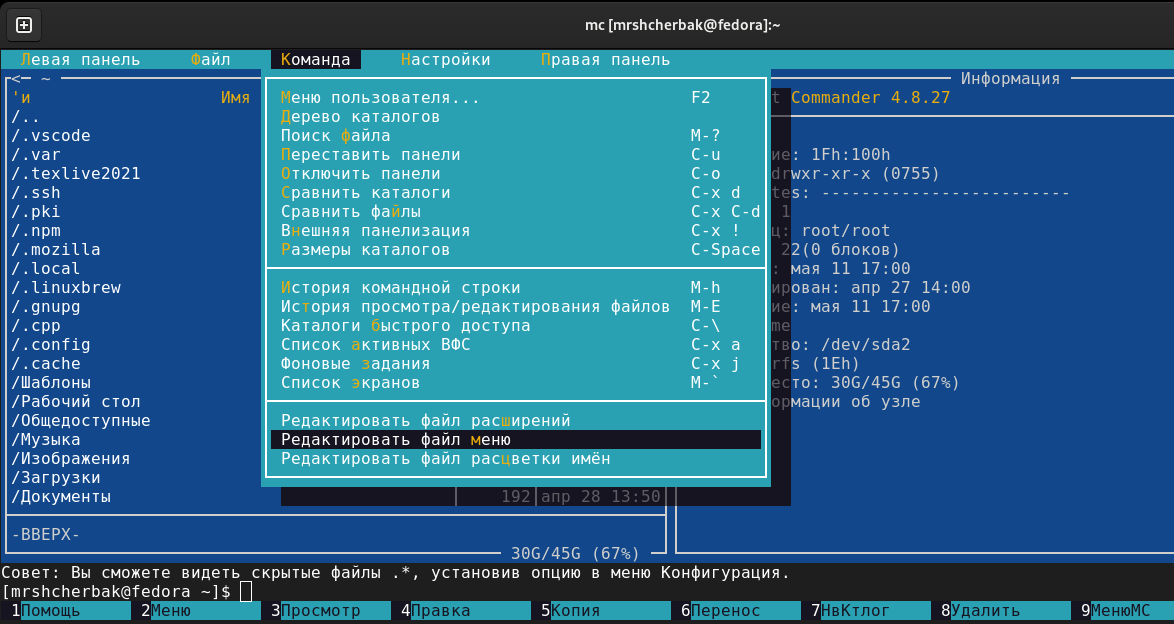 mc [mrshcherbak@fedora]:~
Левая панель Файл Команда Настройки Правая панель
<─ ~ Информация
'и Имя
t Commander 4.8.27
Меню пользователя... F2
Дерево каталогов
Поиск файла M-?
Переставить панели C-u
Отключить панели C-o
Сравнить каталоги C-x d
Сравнить файлы C-x C-d
Внешняя панелизация C-x !
Размеры каталогов C-Space
История командной строки M-h
История просмотра/редактирования файлов M-E
Каталоги быстрого доступа C-\
Список активных ВФС C-x a
Фоновые задания C-x j
Список экранов M-`
Редактировать файл расширений
Редактировать файл меню
Редактировать файл расцветки имён
/..
/.vscode
/.var
/.texlive2021
/.ssh
/.pki
/.npm
/.mozilla
/.local
/.linuxbrew
/.gnupg
/.cpp
/.config
/.cache
/Шаблоны
/Рабочий стол
/Общедоступные
/Музыка
/Изображения
/Загрузки
/Документы
192 апр 28 13:50
ие: 1Fh:100h
drwxr-xr-x (0755)
tes: -------------------------
1
ц: root/root
22(0 блоков)
: мая 11 17:00
ирован: апр 27 14:00
ие: мая 11 17:00
me
тво: /dev/sda2
rfs (1Eh)
есто: 30G/45G (67%)
ормации об узле
-ВВЕРХ-
30G/45G (67%)
Совет: Вы сможете видеть скрытые файлы .*, установив опцию в меню Конфигурация.
[mrshcherbak@fedora ~]$
1Помощь 2Меню 3Просмотр 4Правка 5Копия 6Перенос 7НвКтлог 8Удалить 9МенюМС